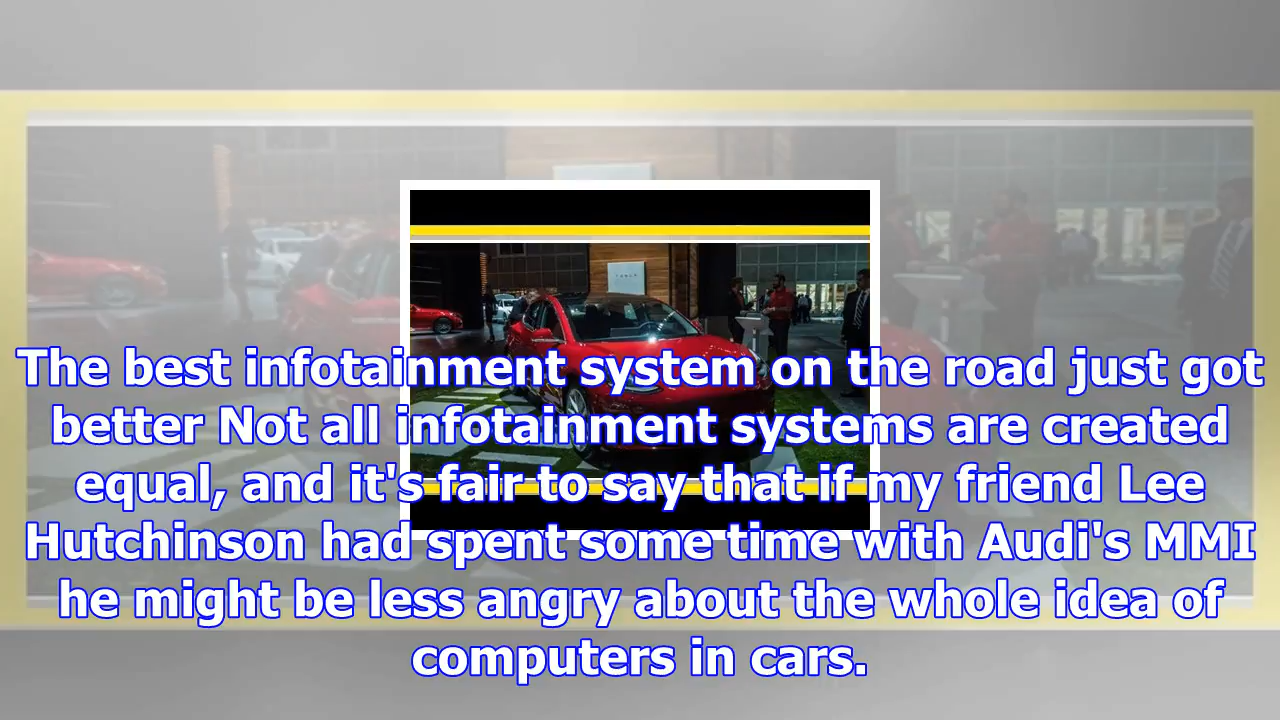 TESLA
The best infotainment system on the road just got
better Not all infotainment systems are created
equal, and it's fair to say that if my friend Lee
Hutchinson had spent some time with Audi's MMI
he might be less angry about the whole idea of
computers in cars.